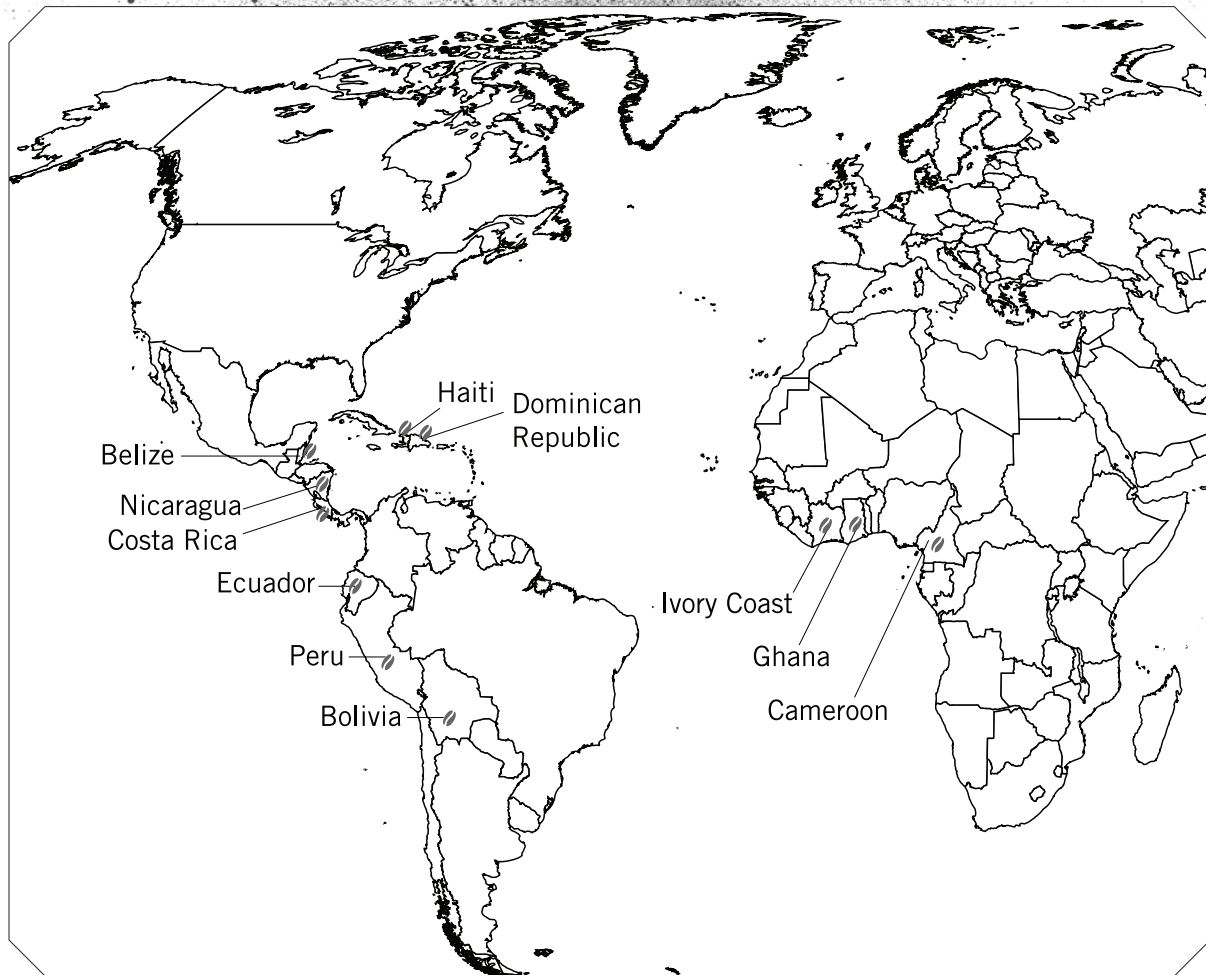 Haiti
Dominican
Republic
Belize
Nicaragua
Costa Rica
Ecuador
Peru
Bolivia
Ivory Coast
Ghana
Cameroon